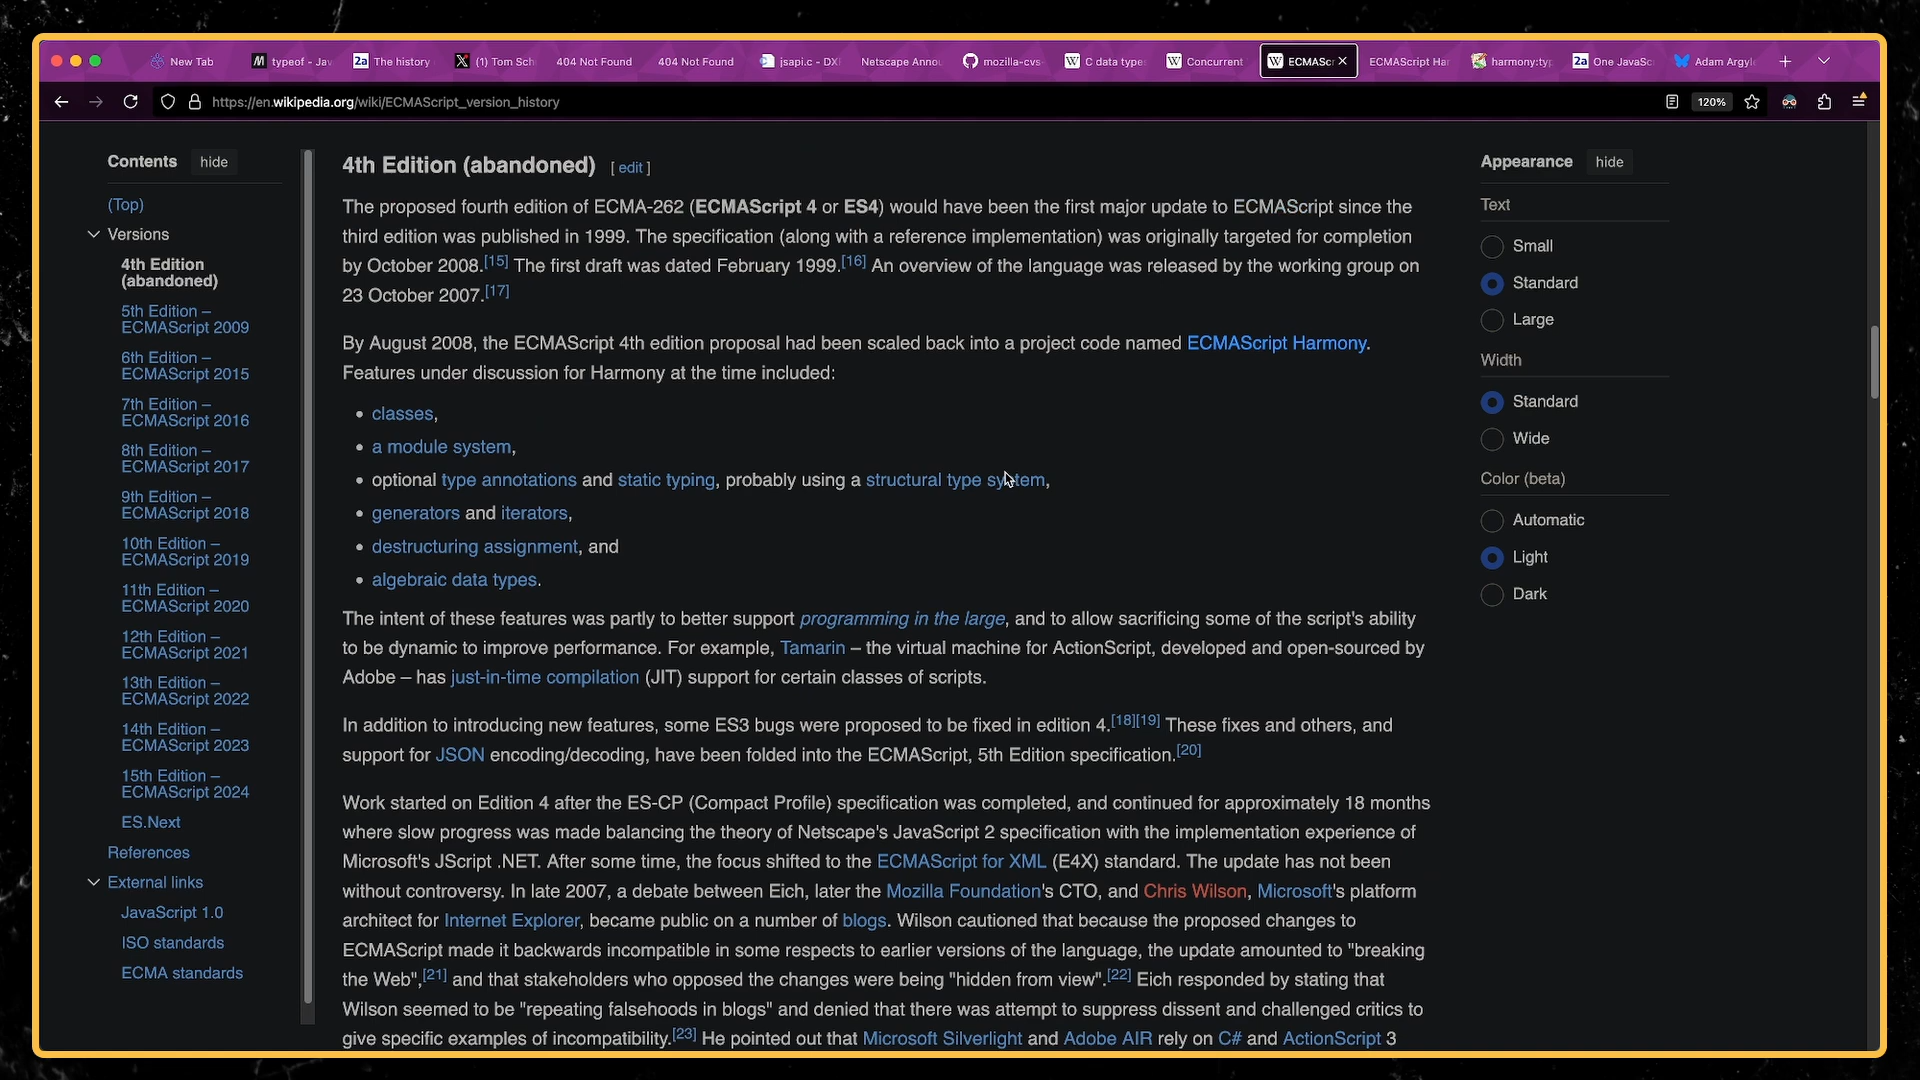 New Tab
typeof - Jav
The history
(1) Tom Sch
404 Not Found
404 Not Found
jsapi.c - DX
Netscape Annou
mozilla-cvs-
C data types
Concurrent
ECMAScr
ECMAScript Har
harmony:typ
One JavaSc
Adam Argyle
https://en.wikipedia.org/wiki/ECMAScript_version_history
120%
Contents hide
(Top)
Versions
4th Edition
(abandoned)
5th Edition –
ECMAScript 2009
6th Edition –
ECMAScript 2015
7th Edition –
ECMAScript 2016
8th Edition –
ECMAScript 2017
9th Edition –
ECMAScript 2018
10th Edition –
ECMAScript 2019
11th Edition –
ECMAScript 2020
12th Edition –
ECMAScript 2021
13th Edition –
ECMAScript 2022
14th Edition –
ECMAScript 2023
15th Edition –
ECMAScript 2024
ES.Next
References
External links
JavaScript 1.0
ISO standards
ECMA standards
4th Edition (abandoned) [ edit ]
The proposed fourth edition of ECMA-262 (ECMAScript 4 or ES4) would have been the first major update to ECMAScript since the
third edition was published in 1999. The specification (along with a reference implementation) was originally targeted for completion
by October 2008.[15] The first draft was dated February 1999.[16] An overview of the language was released by the working group on
23 October 2007.[17]
By August 2008, the ECMAScript 4th edition proposal had been scaled back into a project code named ECMAScript Harmony.
Features under discussion for Harmony at the time included:
• classes,
• a module system,
• optional type annotations and static typing, probably using a structural type system,
• generators and iterators,
• destructuring assignment, and
• algebraic data types.
The intent of these features was partly to better support programming in the large, and to allow sacrificing some of the script's ability
to be dynamic to improve performance. For example, Tamarin – the virtual machine for ActionScript, developed and open-sourced by
Adobe – has just-in-time compilation (JIT) support for certain classes of scripts.
In addition to introducing new features, some ES3 bugs were proposed to be fixed in edition 4.[18][19] These fixes and others, and
support for JSON encoding/decoding, have been folded into the ECMAScript, 5th Edition specification.[20]
Work started on Edition 4 after the ES-CP (Compact Profile) specification was completed, and continued for approximately 18 months
where slow progress was made balancing the theory of Netscape's JavaScript 2 specification with the implementation experience of
Microsoft's JScript .NET. After some time, the focus shifted to the ECMAScript for XML (E4X) standard. The update has not been
without controversy. In late 2007, a debate between Eich, later the Mozilla Foundation's CTO, and Chris Wilson, Microsoft's platform
architect for Internet Explorer, became public on a number of blogs. Wilson cautioned that because the proposed changes to
ECMAScript made it backwards incompatible in some respects to earlier versions of the language, the update amounted to "breaking
the Web",[21] and that stakeholders who opposed the changes were being "hidden from view".[22] Eich responded by stating that
Wilson seemed to be "repeating falsehoods in blogs" and denied that there was attempt to suppress dissent and challenged critics to
give specific examples of incompatibility.[23] He pointed out that Microsoft Silverlight and Adobe AIR rely on C# and ActionScript 3
Appearance hide
Text
Small
Standard
Large
Width
Standard
Wide
Color (beta)
Automatic
Light
Dark